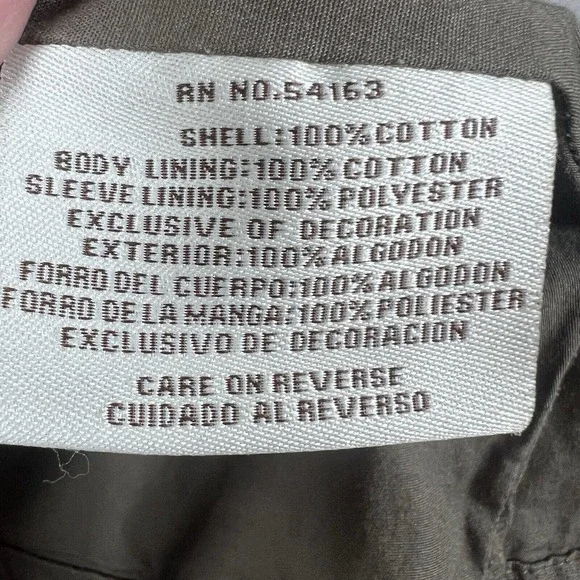 RN NO.54163
SHELL:100%COTTON
BODY LINING:100% COTTON
SLEEVE LINING:100% POLYESTER
EXCLUSIVE OF DECORATION
EXTERIOR:100% ALGODON
FORRO DEL CUERPO:100% ALGODON
FORRO DE LA MANGA:100% POLIESTER
EXCLUSIVO DE DECORACION
CARE ON REVERSE
CUIDADO AL REVERSO